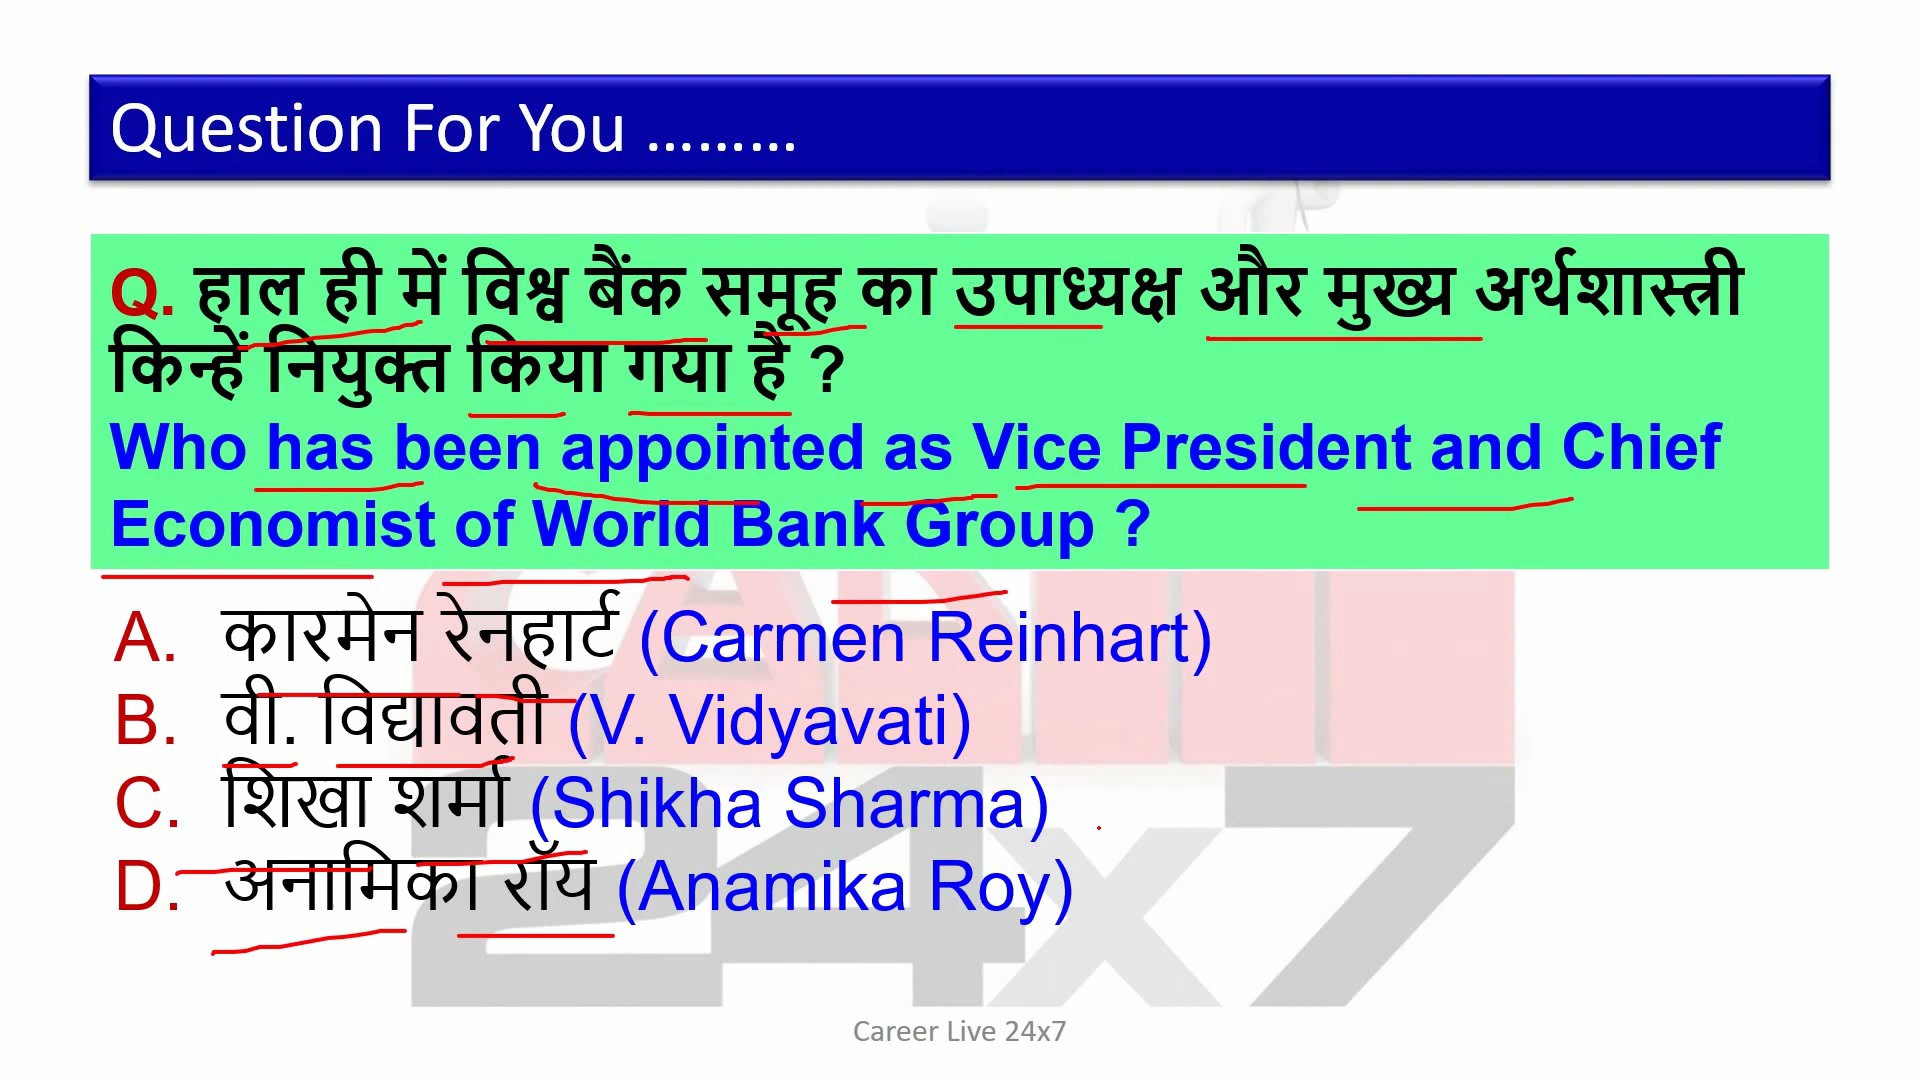 Question For You ………
Q. हाल ही में विश्व बैंक समूह का उपाध्यक्ष और मुख्य अर्थशास्त्री
किन्हें नियुक्त किया गया है ?
Who has been appointed as Vice President and Chief
Economist of World Bank Group ?
A. कारमेन रेनहार्ट (Carmen Reinhart)
B. वी. विद्यावती (V. Vidyavati)
C. शिखा शर्मा (Shikha Sharma)
D. अनामिका रॉय (Anamika Roy)
24x7
Career Live 24x7